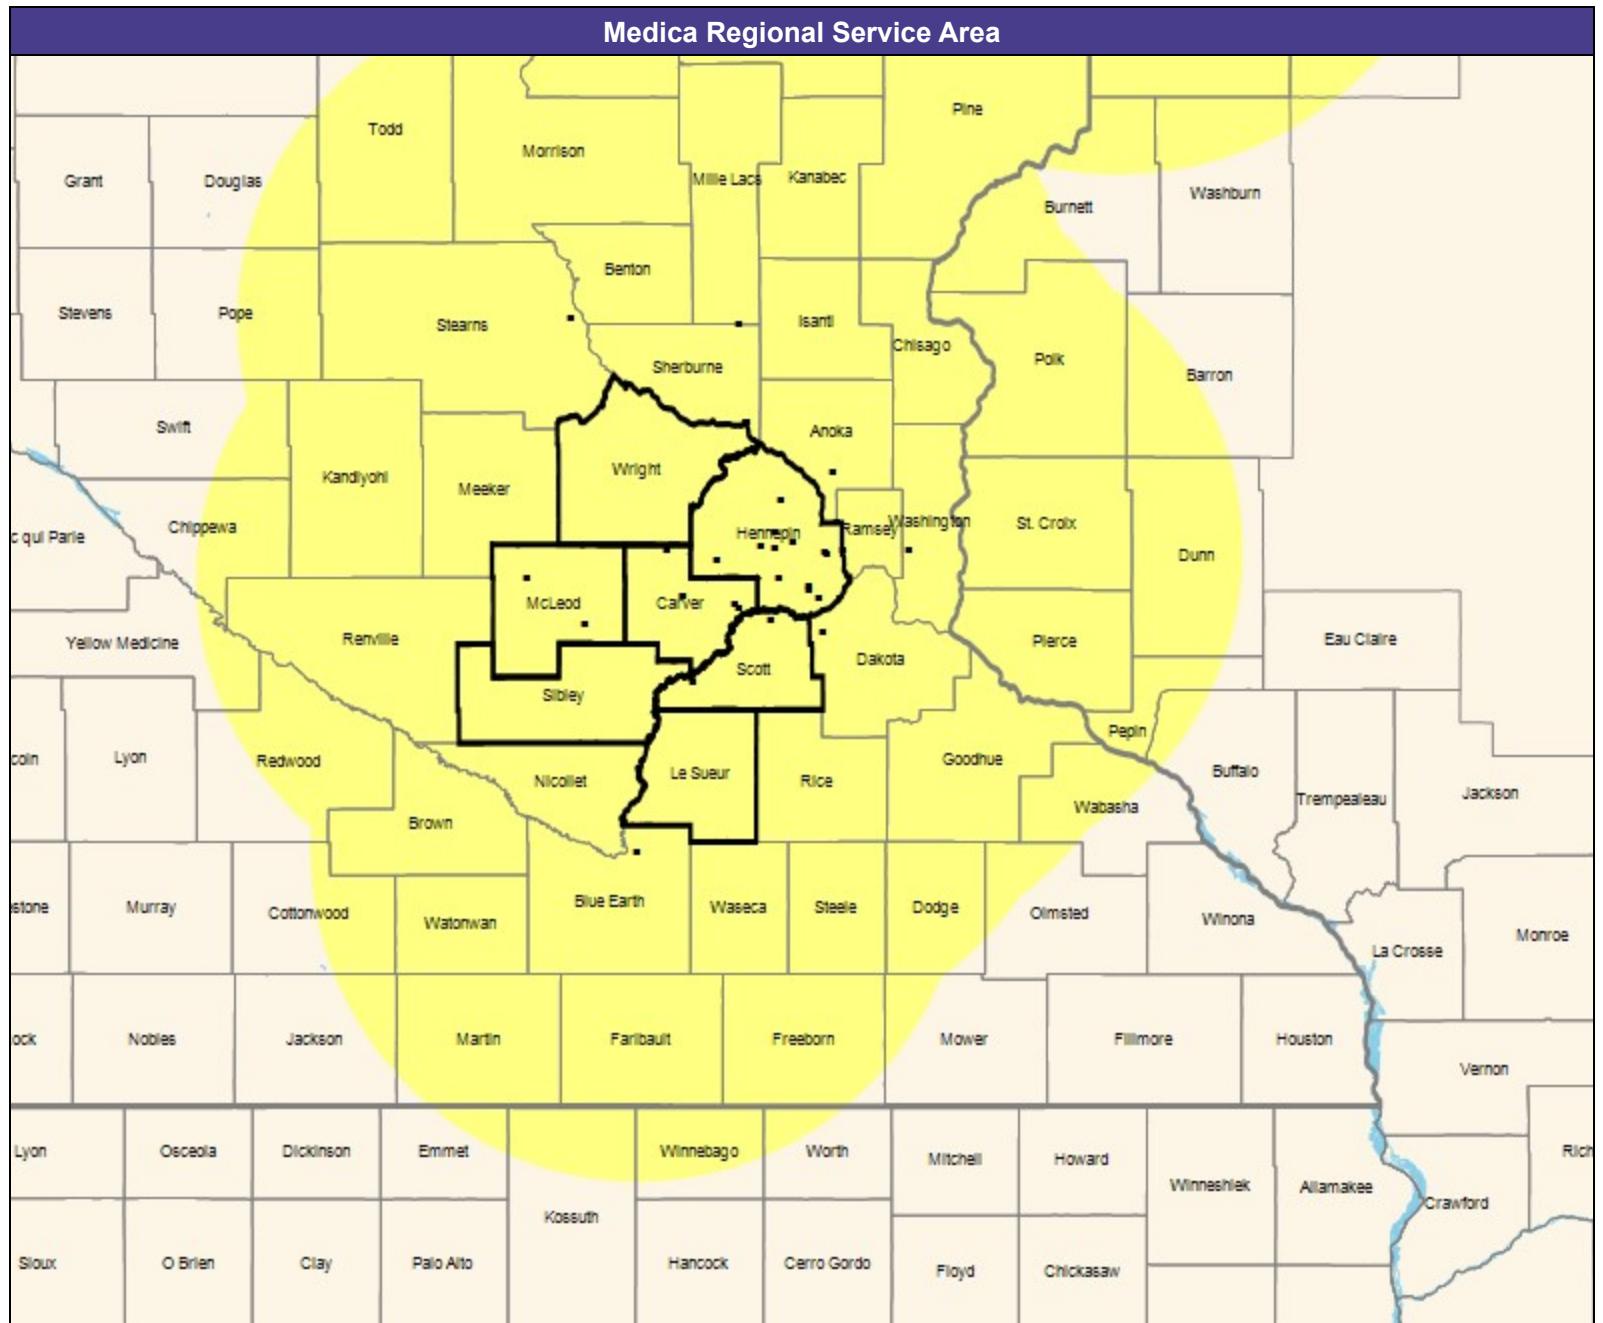 Medica Regional Service Area
Pine
Todd
Morrison
Grant
Douglas
Mille Lacs
Kanabec
Burnett
Washburn
Benton
Stevens
Pope
Stearns
Isanti
Chisago
Sherburne
Polk
Barron
Swift
Anoka
Wright
Kandiyohi
Meeker
Chippewa
Hennepin
Ramsey
Washington
St. Croix
c qui Parle
Dunn
McLeod
Carver
Renville
Yellow Medicine
Pierce
Eau Claire
Scott
Dakota
Sibley
Pepin
coln
Lyon
Redwood
Nicollet
Le Sueur
Rice
Goodhue
Buffalo
Trempealeau
Jackson
Wabasha
Brown
stone
Murray
Cottonwood
Watonwan
Blue Earth
Waseca
Steele
Dodge
Olmsted
Winona
Monroe
La Crosse
ock
Nobles
Jackson
Martin
Faribault
Freeborn
Mower
Fillmore
Houston
Vernon
Lyon
Osceola
Dickinson
Emmet
Winnebago
Worth
Mitchell
Howard
Rich
Winneshiek
Allamakee
Crawford
Kossuth
Sioux
O Brien
Clay
Palo Alto
Hancock
Cerro Gordo
Floyd
Chickasaw